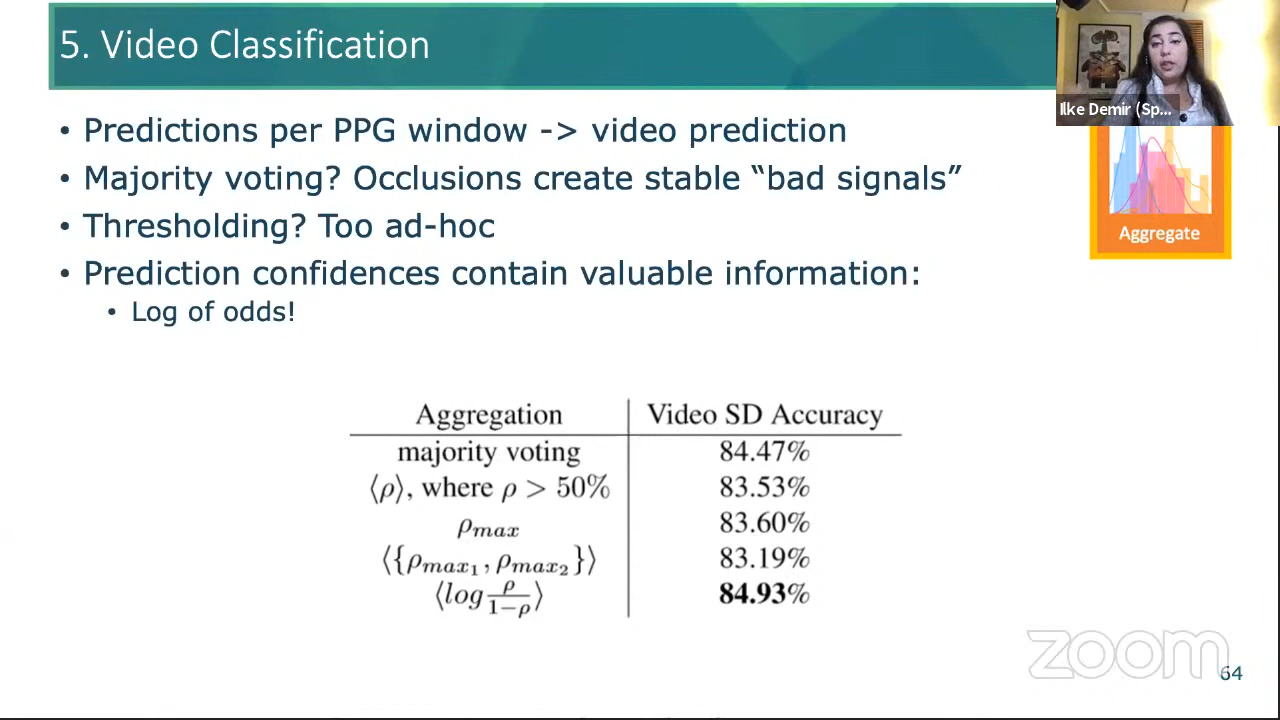 5. Video Classification
Ilke Demir (Sp...
• Predictions per PPG window -> video prediction
• Majority voting? Occlusions create stable “bad signals”
• Thresholding? Too ad-hoc
• Prediction confidences contain valuable information:
• Log of odds!
Aggregate
Aggregation Video SD Accuracy
majority voting 84.47%
⟨ρ⟩, where ρ > 50% 83.53%
ρmax 83.60%
⟨{ρmax₁, ρmax₂}⟩ 83.19%
⟨log ρ/1−ρ⟩ 84.93%
zoom
64